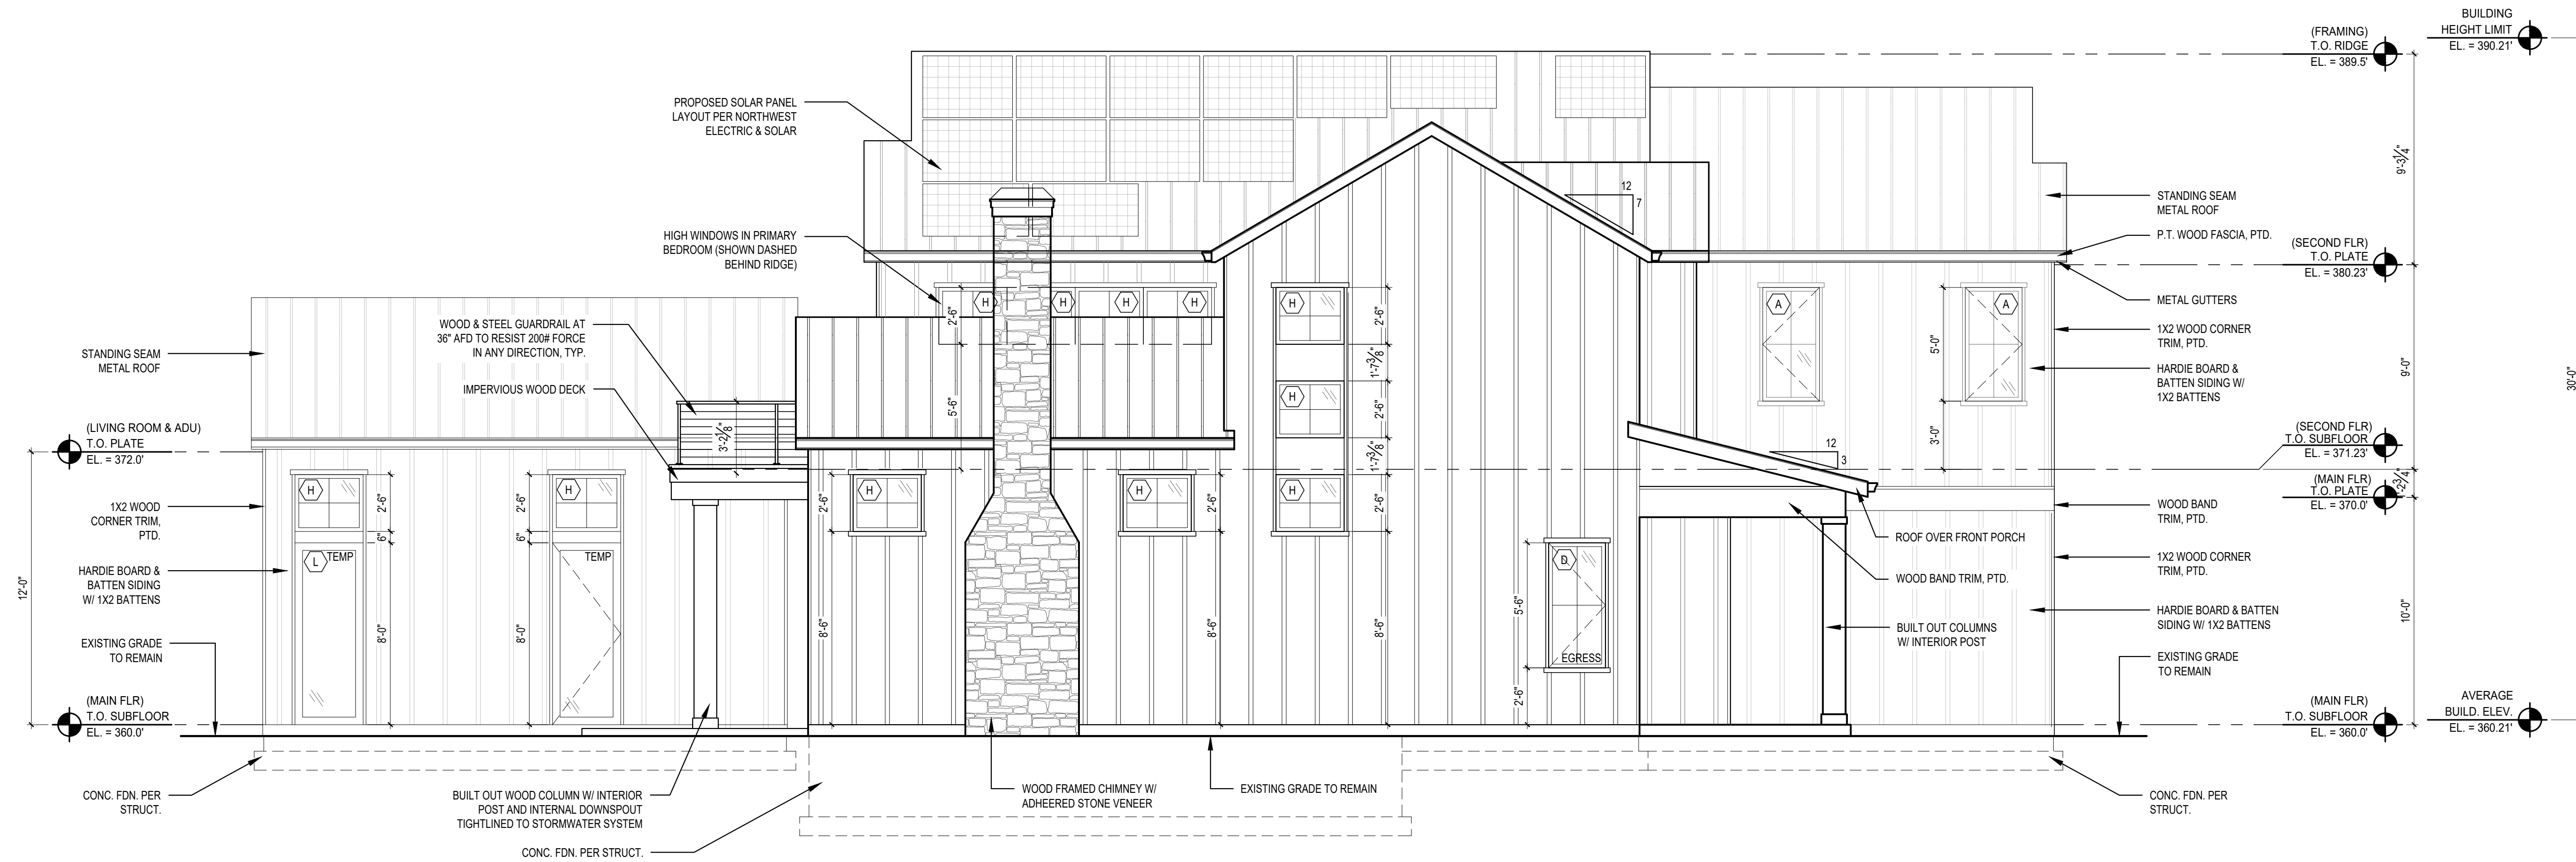 BUILDING
HEIGHT LIMIT
EL. = 390.21'
(FRAMING)
T.O. RIDGE
EL. = 389.5'
PROPOSED SOLAR PANEL
LAYOUT PER NORTHWEST
ELECTRIC & SOLAR
12
7
9'-3 1/4"
STANDING SEAM
METAL ROOF
P.T. WOOD FASCIA, PTD.
HIGH WINDOWS IN PRIMARY
BEDROOM (SHOWN DASHED
BEHIND RIDGE)
(SECOND FLR)
T.O. PLATE
EL. = 380.23'
METAL GUTTERS
H
H
H
H
H
A
A
2'-6"
2'-6"
WOOD & STEEL GUARDRAIL AT
36" AFD TO RESIST 200# FORCE
IN ANY DIRECTION, TYP.
1X2 WOOD CORNER
TRIM, PTD.
STANDING SEAM
METAL ROOF
1'-7 3/8"
5'-0"
9'-0"
30'-0"
HARDIE BOARD &
BATTEN SIDING W/
1X2 BATTENS
IMPERVIOUS WOOD DECK
H
5'-6"
2'-6"
3'-2 1/8"
3'-0"
1'-7 3/8"
(LIVING ROOM & ADU)
T.O. PLATE
EL. = 372.0'
12
3
(SECOND FLR)
T.O. SUBFLOOR
EL. = 371.23'
(MAIN FLR)
T.O. PLATE
EL. = 370.0'
1'-2 3/4"
H
H
H
H
H
2'-6"
2'-6"
2'-6"
2'-6"
2'-6"
1X2 WOOD
CORNER TRIM,
PTD.
WOOD BAND
TRIM, PTD.
6"
6"
ROOF OVER FRONT PORCH
L
TEMP
TEMP
D
1X2 WOOD CORNER
TRIM, PTD.
HARDIE BOARD &
BATTEN SIDING
W/ 1X2 BATTENS
WOOD BAND TRIM, PTD.
12'-0"
8'-0"
8'-0"
8'-6"
8'-6"
8'-6"
5'-6"
10'-0"
HARDIE BOARD & BATTEN
SIDING W/ 1X2 BATTENS
BUILT OUT COLUMNS
W/ INTERIOR POST
EXISTING GRADE
TO REMAIN
EGRESS
EXISTING GRADE
TO REMAIN
2'-6"
(MAIN FLR)
T.O. SUBFLOOR
EL. = 360.0'
(MAIN FLR)
T.O. SUBFLOOR
EL. = 360.0'
AVERAGE
BUILD. ELEV.
EL. = 360.21'
CONC. FDN. PER
STRUCT.
BUILT OUT WOOD COLUMN W/ INTERIOR
POST AND INTERNAL DOWNSPOUT
TIGHTLINED TO STORMWATER SYSTEM
WOOD FRAMED CHIMNEY W/
ADHEERED STONE VENEER
EXISTING GRADE TO REMAIN
CONC. FDN. PER
STRUCT.
CONC. FDN. PER STRUCT.